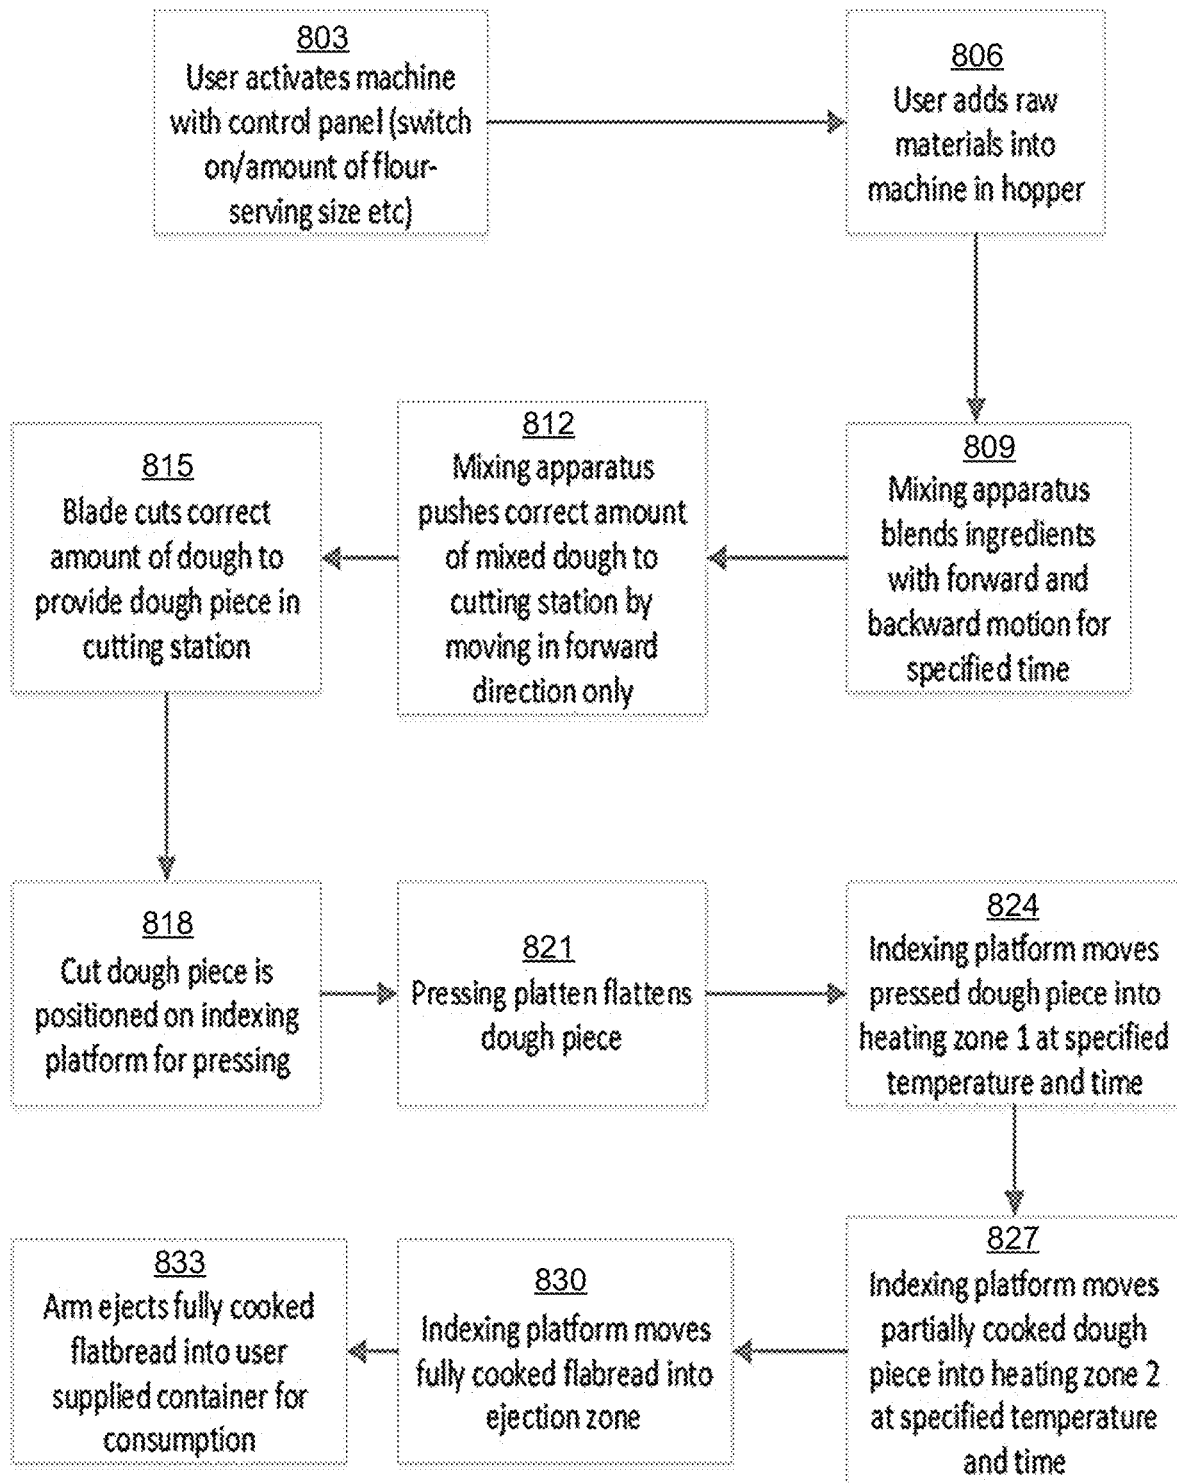 803
User activates machine
with control panel (switch
on/amount of flour-
serving size etc)
806
User adds raw
materials into
machine in hopper
809
Mixing apparatus
blends ingredients
with forward and
backward motion for
specified time
812
Mixing apparatus
pushes correct amount
of mixed dough to
cutting station by
moving in forward
direction only
815
Blade cuts correct
amount of dough to
provide dough piece in
cutting station
818
Cut dough piece is
positioned on indexing
platform for pressing
821
Pressing platten flattens
dough piece
824
Indexing platform moves
pressed dough piece into
heating zone 1 at specified
temperature and time
827
Indexing platform moves
partially cooked dough
piece into heating zone 2
at specified temperature
and time
830
Indexing platform moves
fully cooked flabread into
ejection zone
833
Arm ejects fully cooked
flatbread into user
supplied container for
consumption